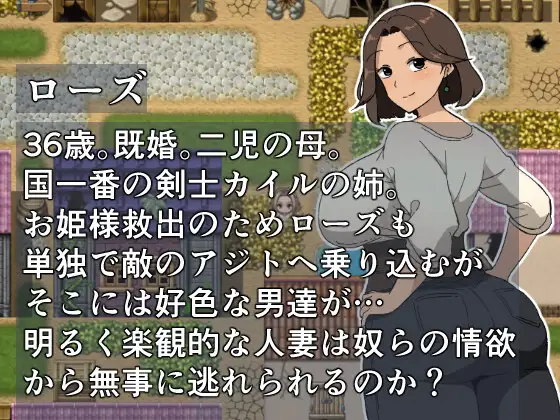 ローズ
36歳。既婚。二児の母。
国一番の剣士カイルの姉。
お姫様救出のためローズも
単独で敵のアジトへ乗り込むが
そこには好色な男達が…
明るく楽観的な人妻は奴らの情欲
から無事に逃れられるのか？